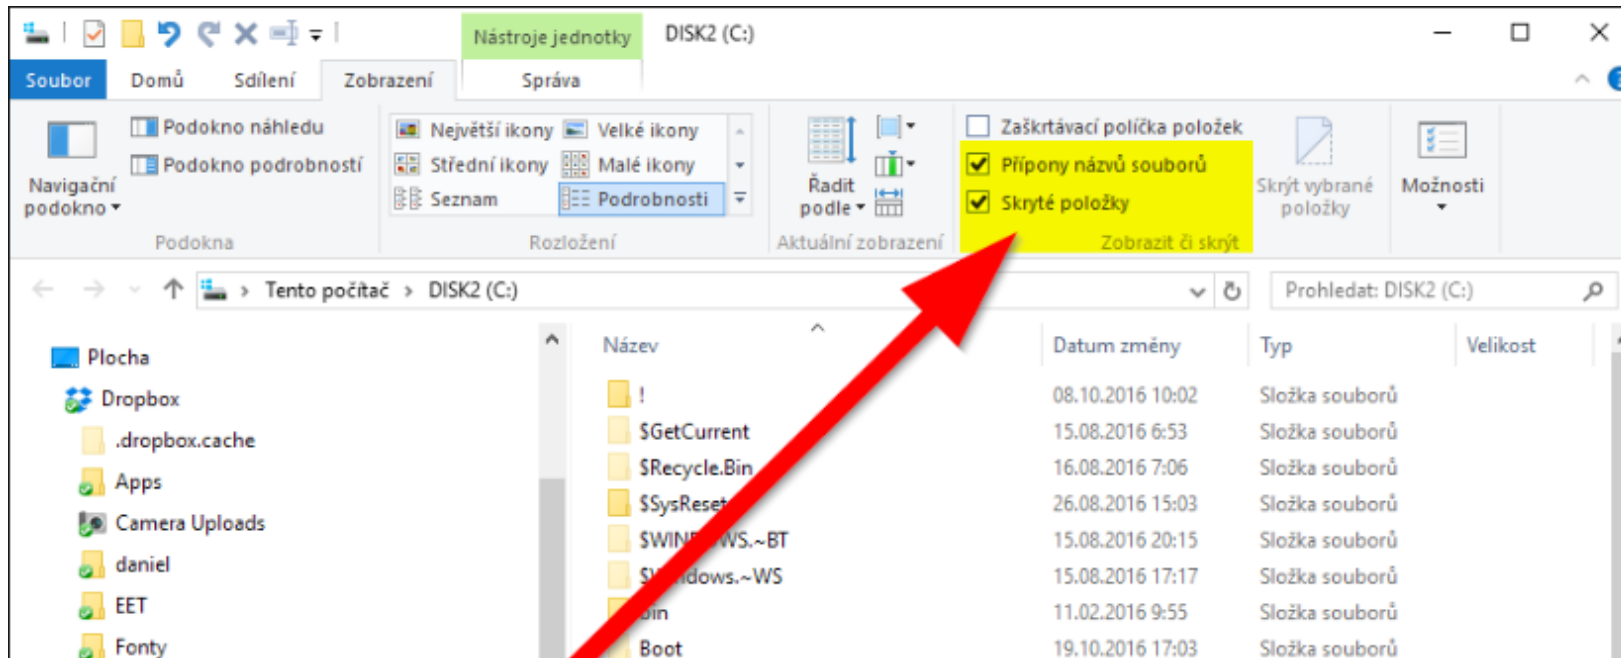 Nástroje jednotky DISK2 (C:)
Soubor Domů Sdílení Zobrazení Správa
Navigační podokno
Podokno náhledu
Podokno podrobností
Podokna
Největší ikony Velké ikony
Střední ikony Malé ikony
Seznam Podrobnosti
Rozložení
Řadit podle
Aktuální zobrazení
Zaškrtávací políčka položek
Přípony názvů souborů
Skryté položky
Zobrazit či skrýt
Skrýt vybrané položky
Možnosti
Tento počítač > DISK2 (C:)
Prohledat: DISK2 (C:)
Plocha
Dropbox
.dropbox.cache
Apps
Camera Uploads
daniel
EET
Fonty
Název Datum změny Typ Velikost
! 08.10.2016 10:02 Složka souborů
$GetCurrent 15.08.2016 6:53 Složka souborů
$Recycle.Bin 16.08.2016 7:06 Složka souborů
$SysReset 26.08.2016 15:03 Složka souborů
15.08.2016 20:15 Složka souborů
15.08.2016 17:17 Složka souborů
bin 11.02.2016 9:55 Složka souborů
Boot 19.10.2016 17:03 Složka souborů